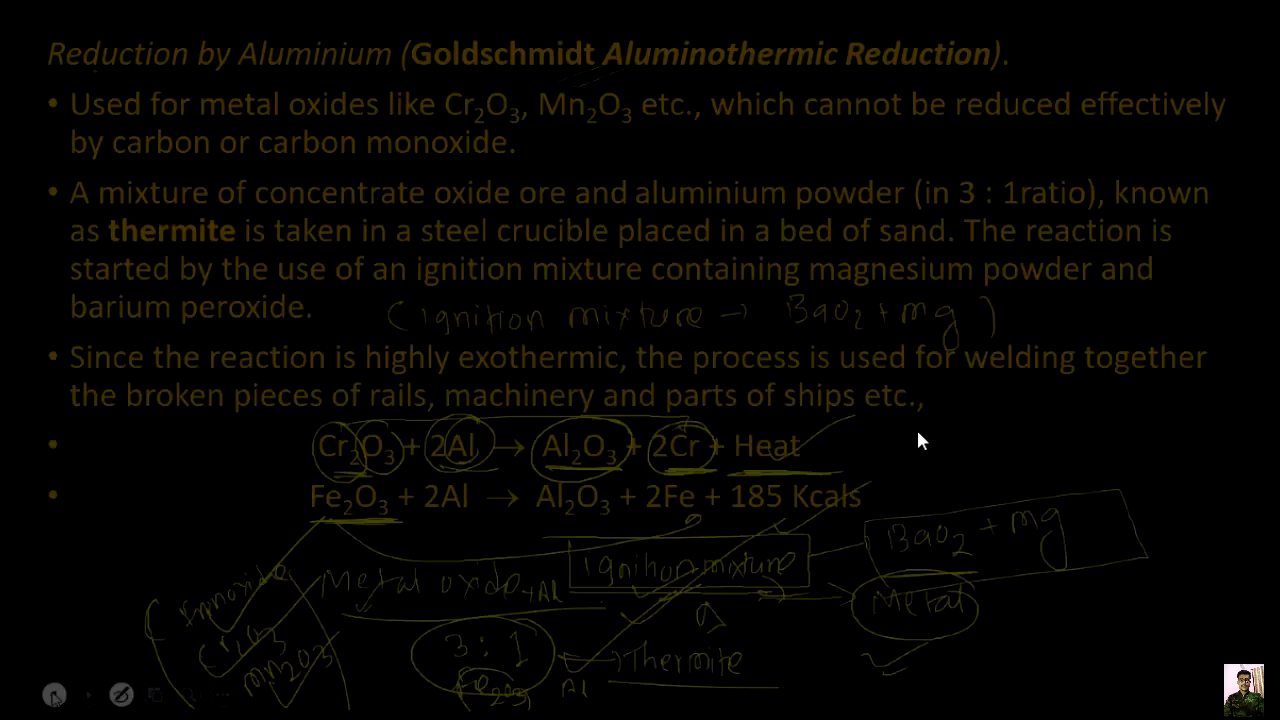 Reduction by Aluminium (Goldschmidt Aluminothermic Reduction).
• Used for metal oxides like Cr₂O₃, Mn₂O₃ etc., which cannot be reduced effectively
by carbon or carbon monoxide.
• A mixture of concentrate oxide ore and aluminium powder (in 3 : 1ratio), known
as thermite is taken in a steel crucible placed in a bed of sand. The reaction is
started by the use of an ignition mixture containing magnesium powder and
barium peroxide.
(ignition mixture → BaO₂ + mg)
• Since the reaction is highly exothermic, the process is used for welding together
the broken pieces of rails, machinery and parts of ships etc.,
• Cr₂O₃ + 2Al → Al₂O₃ + 2Cr + Heat
• Fe₂O₃ + 2Al → Al₂O₃ + 2Fe + 185 Kcals
BaO₂ + mg
Ignition mixture
Metal oxide + Al
Metal
Cr₂O₃
Mn₂O₃
3 : 1
Thermite
Fe₂O₃
Al